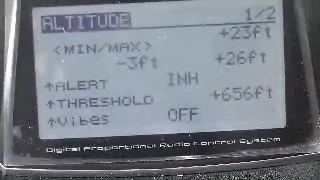 ALTITUDE 1/2
+23ft
<MIN/MAX>
-3ft +26ft
↑ALERT INH
↑THRESHOLD +656ft
↑Vibes OFF
Digital Proportional Radio Control System